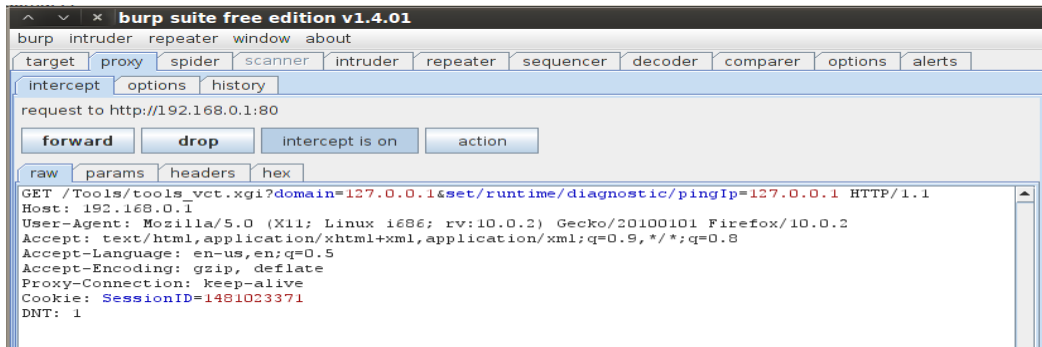 burp suite free edition v1.4.01
burp intruder repeater window about
target proxy spider scanner intruder repeater sequencer decoder comparer options alerts
intercept options history
request to http://192.168.0.1:80
forward drop intercept is on action
raw params headers hex
GET /Tools/tools_vct.xgi?domain=127.0.0.1&set/runtime/diagnostic/pingIp=127.0.0.1 HTTP/1.1
Host: 192.168.0.1
User-Agent: Mozilla/5.0 (X11; Linux i686; rv:10.0.2) Gecko/20100101 Firefox/10.0.2
Accept: text/html,application/xhtml+xml,application/xml;q=0.9,*/*;q=0.8
Accept-Language: en-us,en;q=0.5
Accept-Encoding: gzip, deflate
Proxy-Connection: keep-alive
Cookie: SessionID=1481023371
DNT: 1